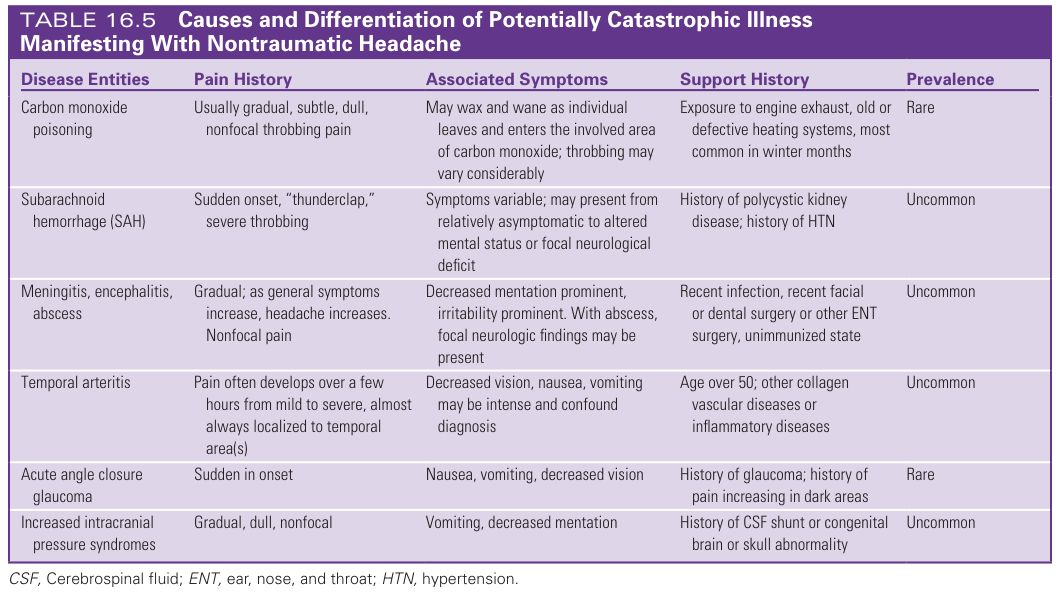 TABLE 16.5 Causes and Differentiation of Potentially Catastrophic Illness
Manifesting With Nontraumatic Headache
Disease Entities Pain History Associated Symptoms Support History Prevalence
Carbon monoxide
poisoning
Usually gradual, subtle, dull,
nonfocal throbbing pain
May wax and wane as individual
leaves and enters the involved area
of carbon monoxide; throbbing may
vary considerably
Exposure to engine exhaust, old or
defective heating systems, most
common in winter months
Rare
Subarachnoid
hemorrhage (SAH)
Sudden onset, “thunderclap,”
severe throbbing
Symptoms variable; may present from
relatively asymptomatic to altered
mental status or focal neurological
deficit
History of polycystic kidney
disease; history of HTN
Uncommon
Meningitis, encephalitis,
abscess
Gradual; as general symptoms
increase, headache increases.
Nonfocal pain
Decreased mentation prominent,
irritability prominent. With abscess,
focal neurologic findings may be
present
Recent infection, recent facial
or dental surgery or other ENT
surgery, unimmunized state
Uncommon
Temporal arteritis
Pain often develops over a few
hours from mild to severe, almost
always localized to temporal
area(s)
Decreased vision, nausea, vomiting
may be intense and confound
diagnosis
Age over 50; other collagen
vascular diseases or
inflammatory diseases
Uncommon
Acute angle closure
glaucoma
Sudden in onset
Nausea, vomiting, decreased vision
History of glaucoma; history of
pain increasing in dark areas
Rare
Increased intracranial
pressure syndromes
Gradual, dull, nonfocal
Vomiting, decreased mentation
History of CSF shunt or congenital
brain or skull abnormality
Uncommon
CSF, Cerebrospinal fluid; ENT, ear, nose, and throat; HTN, hypertension.